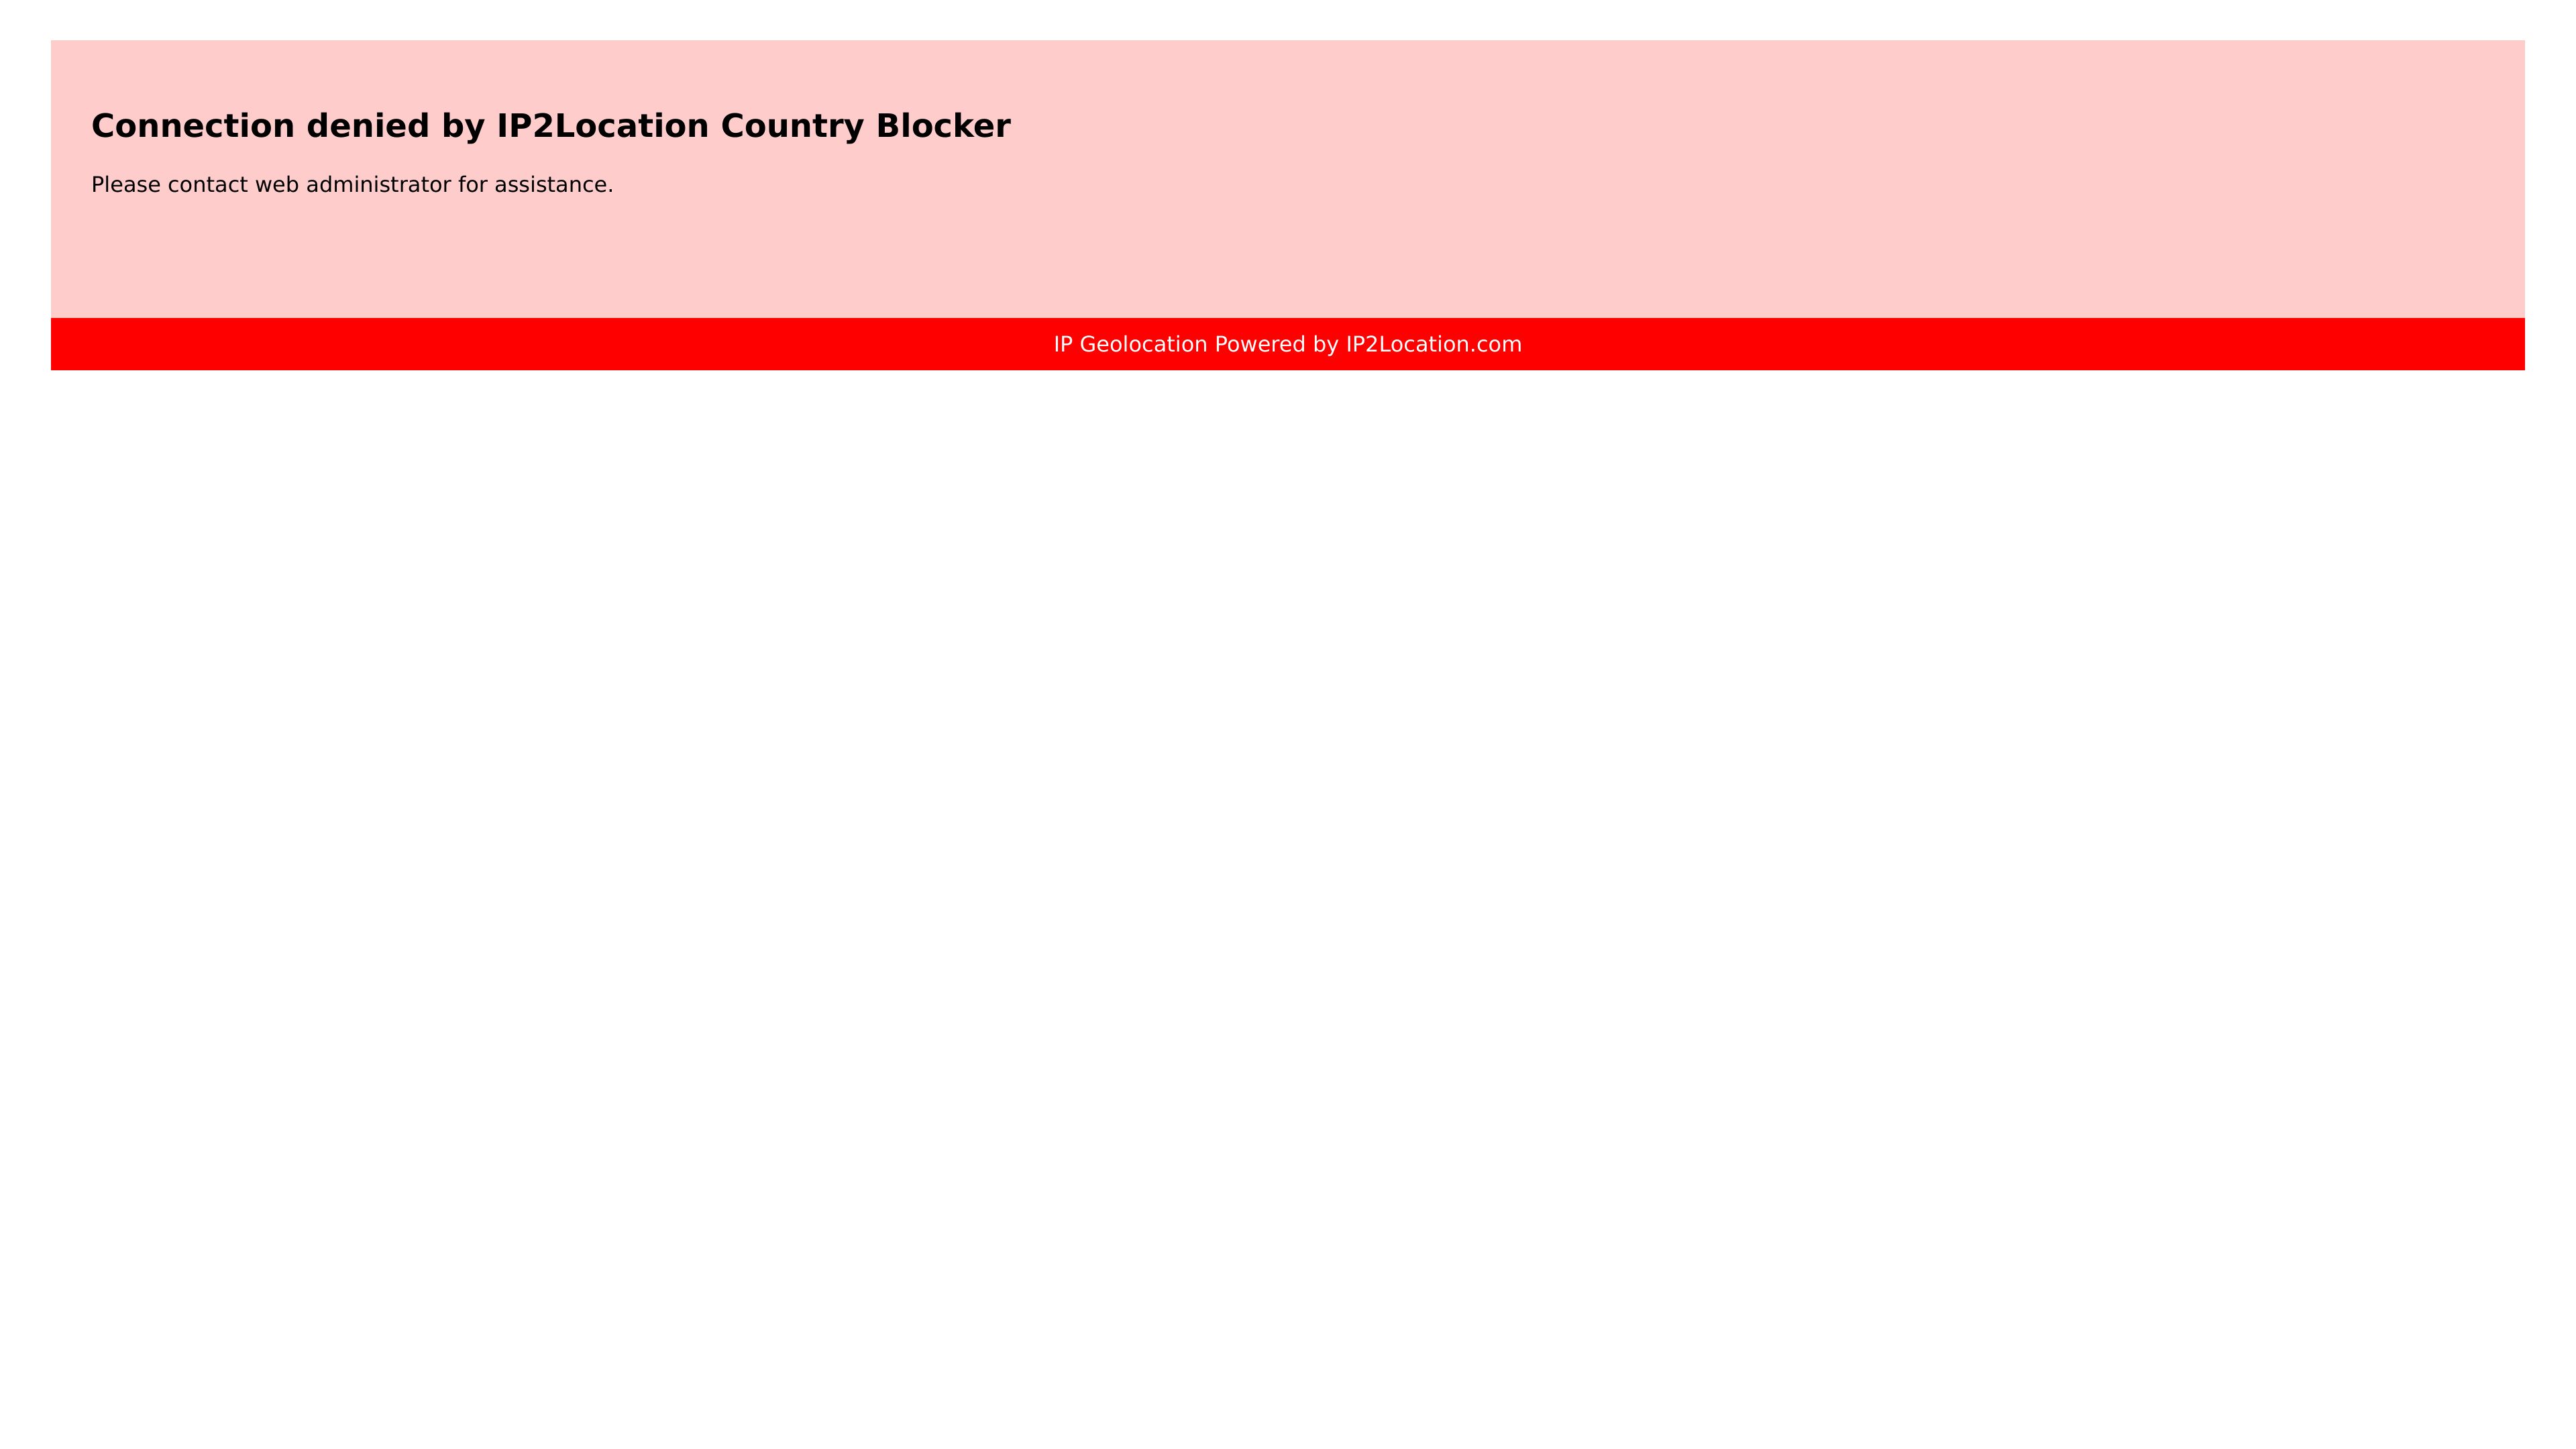 Connection denied by IP2Location Country Blocker
Please contact web administrator for assistance.
IP Geolocation Powered by IP2Location.com